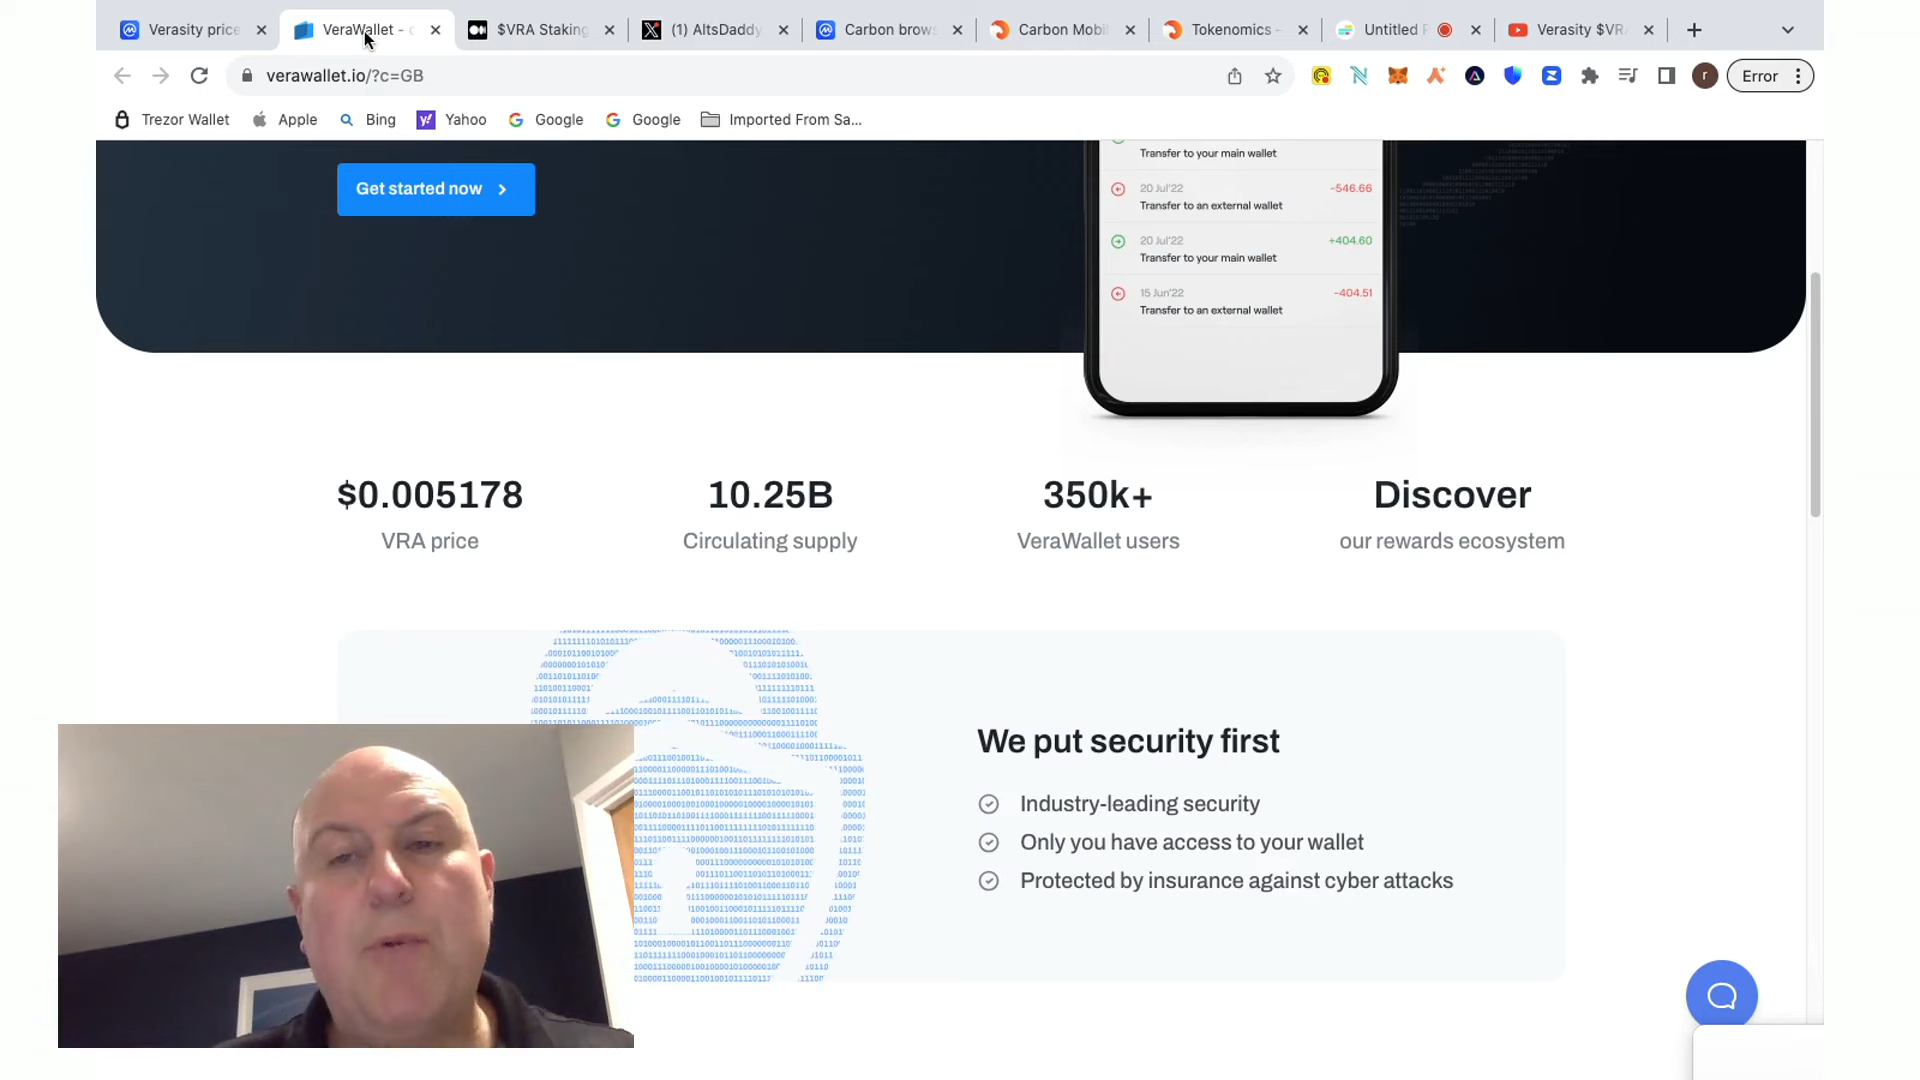 Verasity price
VeraWallet -
$VRA Staking
(1) AltsDaddy
Carbon brows
Carbon Mobil
Tokenomics -
Untitled
Verasity $VR
verawallet.io/?c=GB
Error
Trezor Wallet
Apple
Bing
Yahoo
Google
Google
Imported From Sa...
Get started now
Transfer to your main wallet
20 Jul'22
-546.66
Transfer to an external wallet
20 Jul'22
+404.60
Transfer to your main wallet
15 Jun'22
-404.51
Transfer to an external wallet
$0.005178
VRA price
10.25B
Circulating supply
350k+
VeraWallet users
Discover
our rewards ecosystem
We put security first
Industry-leading security
Only you have access to your wallet
Protected by insurance against cyber attacks